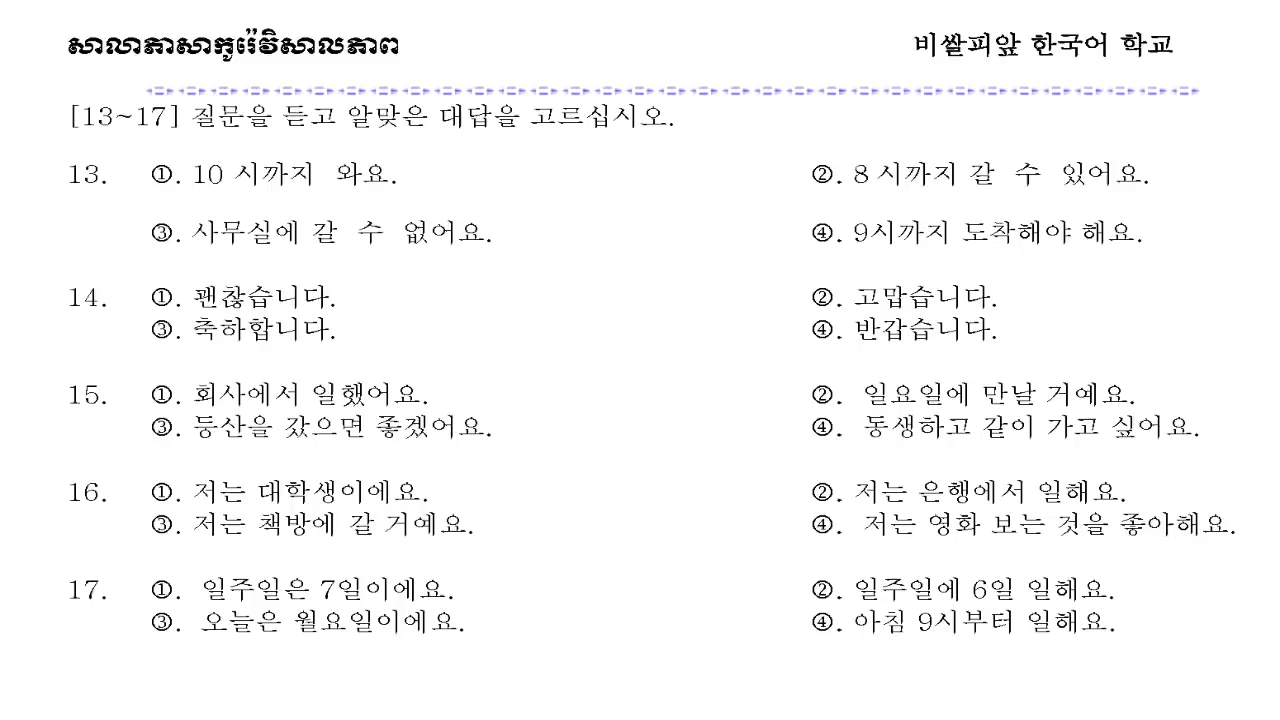 សាលាភាសាកូរ៉េវិសាលភាព 비쌀피앞 한국어 학교
[13~17] 질문을 듣고 알맞은 대답을 고르십시오.
13. ①. 10 시까지 와요. ②. 8 시까지 갈 수 있어요.
③. 사무실에 갈 수 없어요. ④. 9시까지 도착해야 해요.
14. ①. 괜찮습니다. ②. 고맙습니다.
③. 축하합니다. ④. 반갑습니다.
15. ①. 회사에서 일했어요. ②. 일요일에 만날 거예요.
③. 등산을 갔으면 좋겠어요. ④. 동생하고 같이 가고 싶어요.
16. ①. 저는 대학생이에요. ②. 저는 은행에서 일해요.
③. 저는 책방에 갈 거예요. ④. 저는 영화 보는 것을 좋아해요.
17. ①. 일주일은 7일이에요. ②. 일주일에 6일 일해요.
③. 오늘은 월요일이에요. ④. 아침 9시부터 일해요.